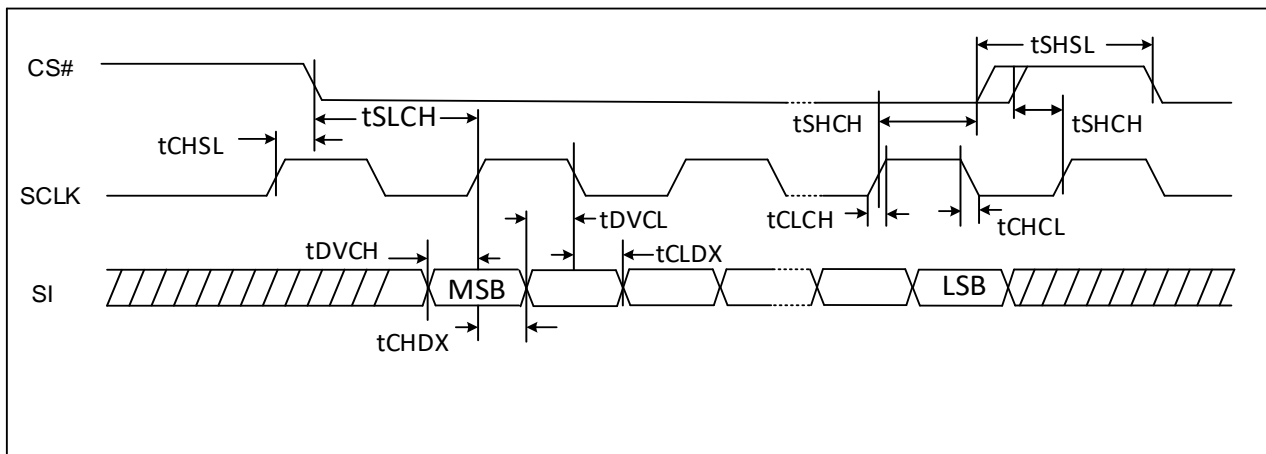 tSHSL
CS#
tSLCH
tSHCH
tSHCH
tCHSL
SCLK
tDVCL
tCLCH
tCHCL
tDVCH
tCLDX
SI
MSB
LSB
tCHDX